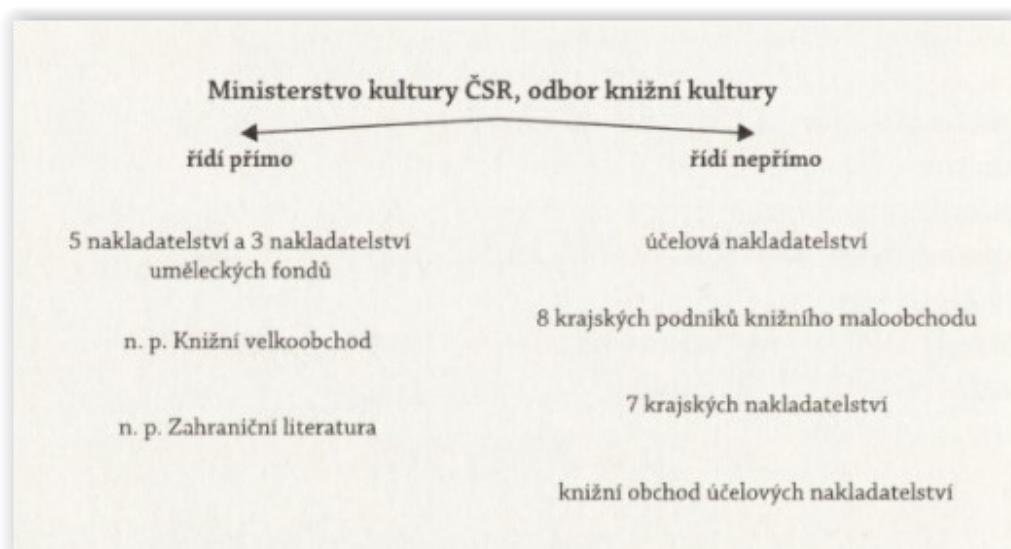 Ministerstvo kultury ČSR, odbor knižní kultury
řídí přímo
řídí nepřímo
5 nakladatelství a 3 nakladatelství
uměleckých fondů
n. p. Knižní velkoobchod
n. p. Zahraniční literatura
účelová nakladatelství
8 krajských podniků knižního maloobchodu
7 krajských nakladatelství
knižní obchod účelových nakladatelství